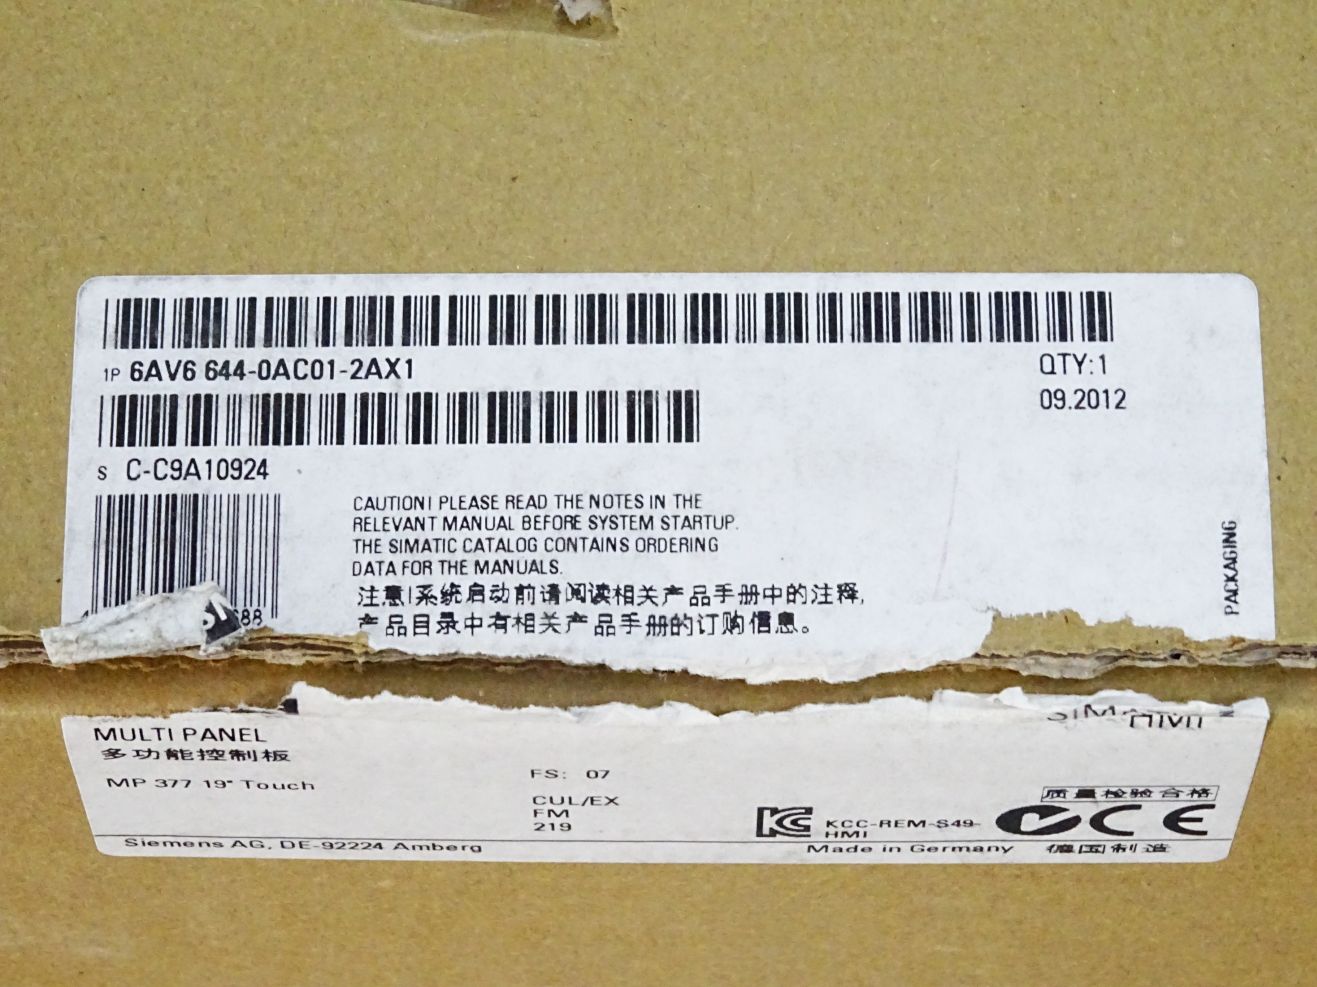 1P 6AV6 644-0AC01-2AX1
QTY:1
09.2012
S C-C9A10924
CAUTION! PLEASE READ THE NOTES IN THE
RELEVANT MANUAL BEFORE SYSTEM STARTUP.
THE SIMATIC CATALOG CONTAINS ORDERING
DATA FOR THE MANUALS.
注意!系统启动前请阅读相关产品手册中的注释,
产品目录中有相关产品手册的订购信息。
PACKAGING
MULTI PANEL
多功能控制板
MP 377 19" Touch
FS: 07
CUL/EX
FM
219
KCC-REM-S49-
HMI
质量检验合格
CE
Made in Germany 德国制造
Siemens AG, DE-92224 Amberg